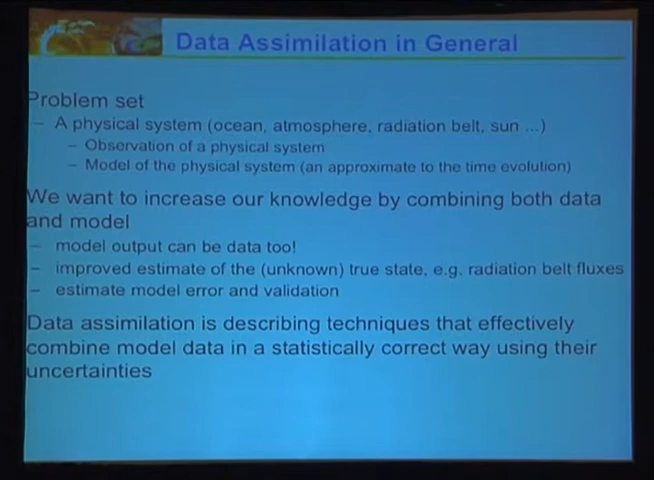 Data Assimilation in General
Problem set
– A physical system (ocean, atmosphere, radiation belt, sun ...)
– Observation of a physical system
– Model of the physical system (an approximate to the time evolution)
We want to increase our knowledge by combining both data
and model
– model output can be data too!
– improved estimate of the (unknown) true state, e.g. radiation belt fluxes
– estimate model error and validation
Data assimilation is describing techniques that effectively
combine model data in a statistically correct way using their
uncertainties